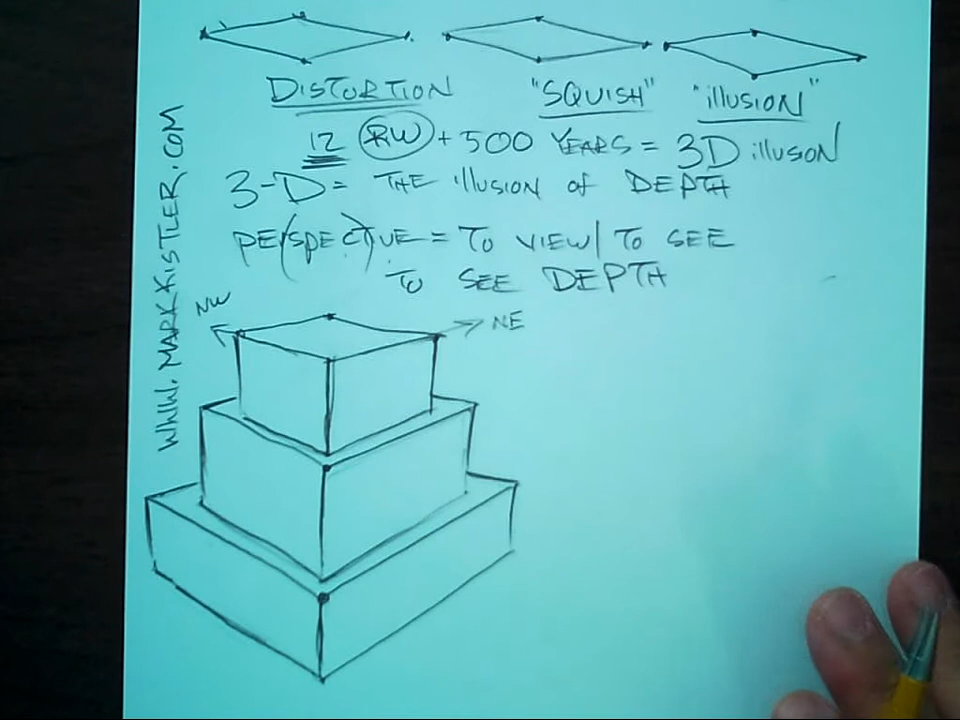 DISTORTION "SQUISH" "illUSION"
12 RW + 500 YEARS = 3D illUSON
3-D = THE illUSION of DEPTH
PERSPECTIVE = TO VIEW/TO SEE
TO SEE DEPTH
WWW.MARKKISTLER.COM
NW
NE